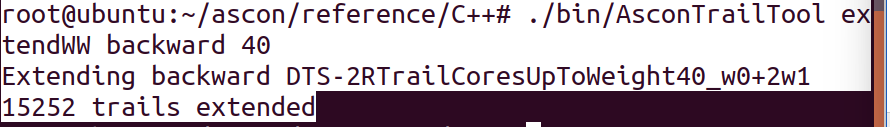 root@ubuntu:~/ascon/reference/C++# ./bin/AsconTrailTool ex
tendWW backward 40
Extending backward DTS-2RTrailCoresUpToWeight40_w0+2w1
15252 trails extended